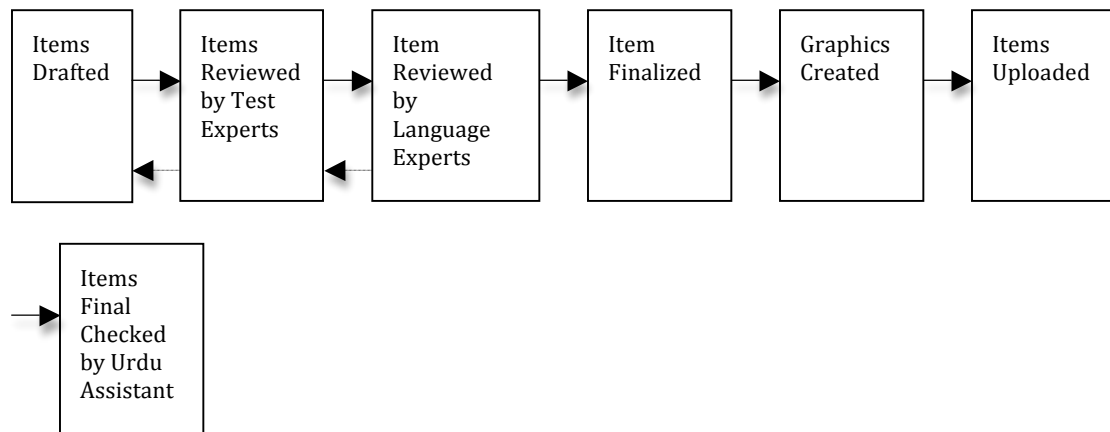 Items
Drafted
Items
Reviewed
by Test
Experts
Item
Reviewed
by
Language
Experts
Item
Finalized
Graphics
Created
Items
Uploaded
Items
Final
Checked
by Urdu
Assistant